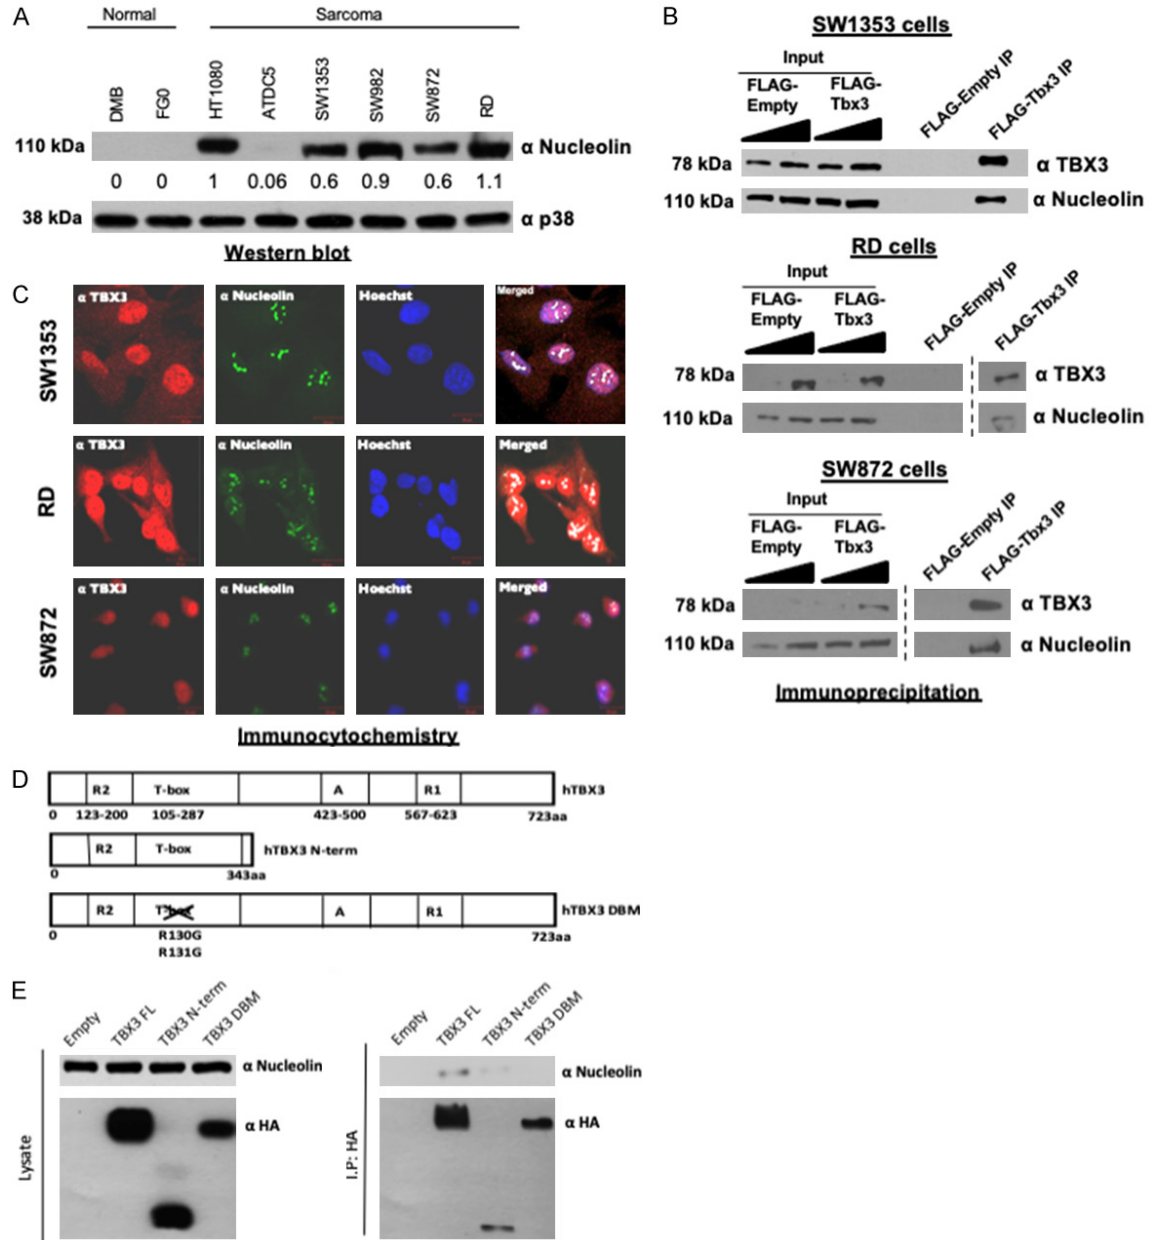 A
Normal
Sarcoma
DMB
FG0
HT1080
ATDC5
SW1353
SW982
SW872
RD
110 kDa
α Nucleolin
0 0 1 0.06 0.6 0.9 0.6 1.1
38 kDa
α p38
Western blot
B
SW1353 cells
Input
FLAG-Empty IP
FLAG-Tbx3 IP
FLAG- FLAG-
Empty Tbx3
78 kDa
α TBX3
110 kDa
α Nucleolin
RD cells
Input
FLAG-Empty IP
FLAG-Tbx3 IP
FLAG- FLAG-
Empty Tbx3
78 kDa
α TBX3
110 kDa
α Nucleolin
SW872 cells
Input
FLAG-Empty IP
FLAG-Tbx3 IP
FLAG- FLAG-
Empty Tbx3
78 kDa
α TBX3
110 kDa
α Nucleolin
Immunoprecipitation
C
SW1353
α TBX3 α Nucleolin Hoechst Merged
RD
α TBX3 α Nucleolin Hoechst Merged
SW872
α TBX3 α Nucleolin Hoechst Merged
Immunocytochemistry
D
R2 T-box A R1 hTBX3
0 123-200 105-287 423-500 567-623 723aa
R2 T-box hTBX3 N-term
0 343aa
R2 T-box A R1 hTBX3 DBM
0 R130G 723aa
R131G
E
Empty
TBX3 FL
TBX3 N-term
TBX3 DBM
α Nucleolin
α HA
Lysate
Empty
TBX3 FL
TBX3 N-term
TBX3 DBM
α Nucleolin
α HA
I.P: HA